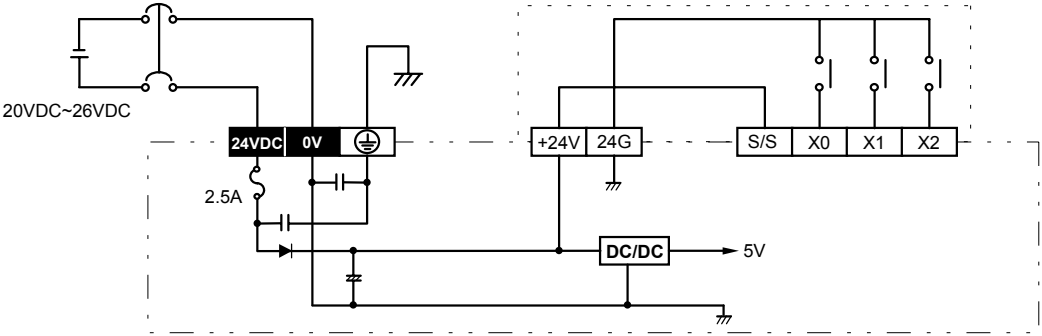 20VDC~26VDC
24VDC 0V
+24V 24G
S/S X0 X1 X2
2.5A
DC/DC 5V